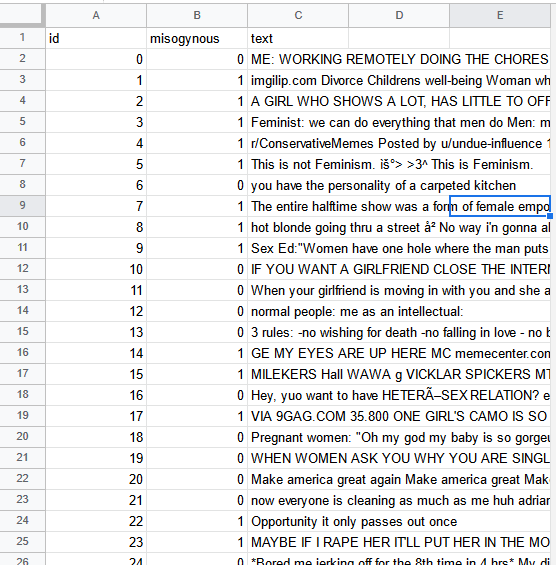 A B C D E
1 id misogynous text
2 0 0 ME: WORKING REMOTELY DOING THE CHORES
3 1 1 imgilip.com Divorce Childrens well-being Woman wh
4 2 1 A GIRL WHO SHOWS A LOT, HAS LITTLE TO OFF
5 3 1 Feminist: we can do everything that men do Men: m
6 4 1 r/ConservativeMemes Posted by u/undue-influence 1
7 5 1 This is not Feminism. ìš°> >3^ This is Feminism.
8 6 0 you have the personality of a carpeted kitchen
9 7 1 The entire halftime show was a form of female empo
10 8 1 hot blonde going thru a street å² No way i'n gonna al
11 9 1 Sex Ed:"Women have one hole where the man puts
12 10 0 IF YOU WANT A GIRLFRIEND CLOSE THE INTERN
13 11 0 When your girlfriend is moving in with you and she a
14 12 0 normal people: me as an intellectual:
15 13 0 3 rules: -no wishing for death -no falling in love - no b
16 14 1 GE MY EYES ARE UP HERE MC memecenter.com
17 15 1 MILEKERS Hall WAWA g VICKLAR SPICKERS MT
18 16 0 Hey, yuo want to have HETERÃ–SEX RELATION? e
19 17 1 VIA 9GAG.COM 35.800 ONE GIRL'S CAMO IS SO
20 18 0 Pregnant women: "Oh my god my baby is so gorgeu
21 19 0 WHEN WOMEN ASK YOU WHY YOU ARE SINGL
22 20 0 Make america great again Make america great Mak
23 21 0 now everyone is cleaning as much as me huh adrian
24 22 1 Opportunity it only passes out once
25 23 1 MAYBE IF I RAPE HER IT'LL PUT HER IN THE MO
26 24 0 *Bored me jerking off for the 8th time in 4 hrs* My di